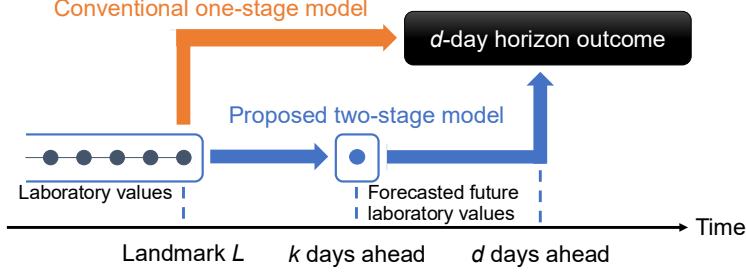 Conventional one-stage model
d-day horizon outcome
Proposed two-stage model
Laboratory values
Forecasted future
laboratory values
Time
Landmark L
k days ahead
d days ahead